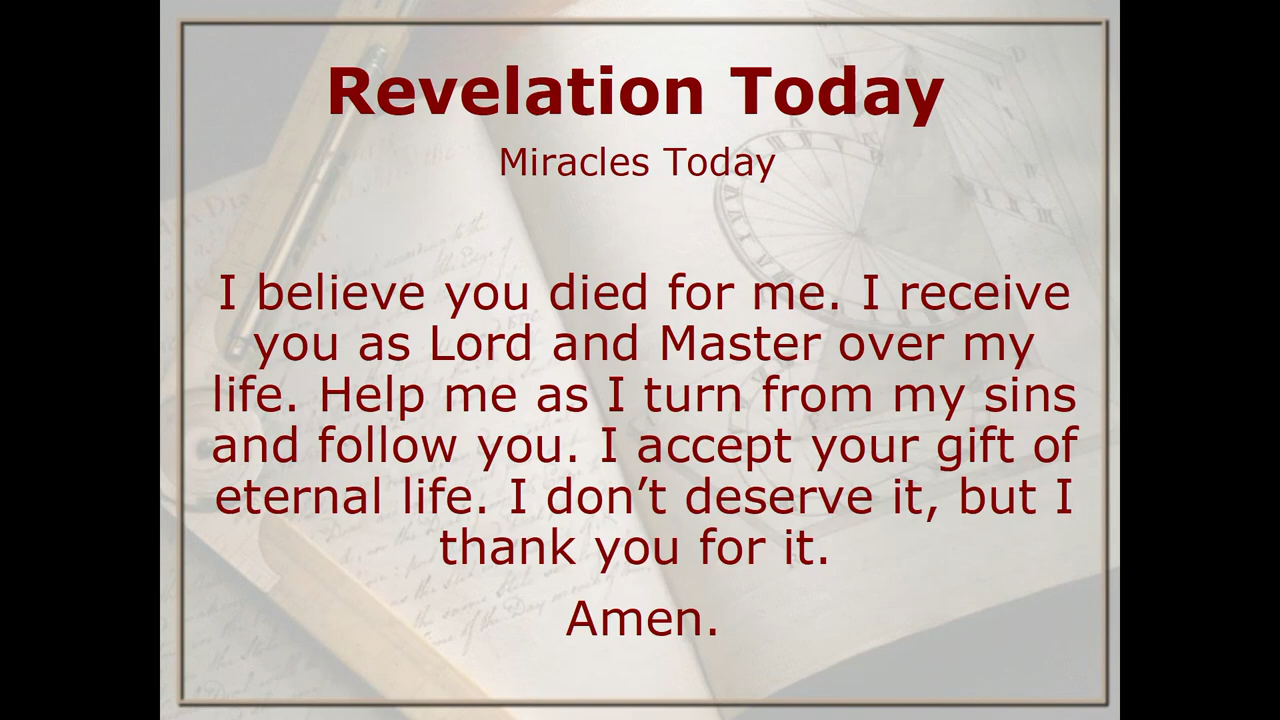 Revelation Today
Miracles Today
I believe you died for me. I receive
you as Lord and Master over my
life. Help me as I turn from my sins
and follow you. I accept your gift of
eternal life. I don’t deserve it, but I
thank you for it.
Amen.